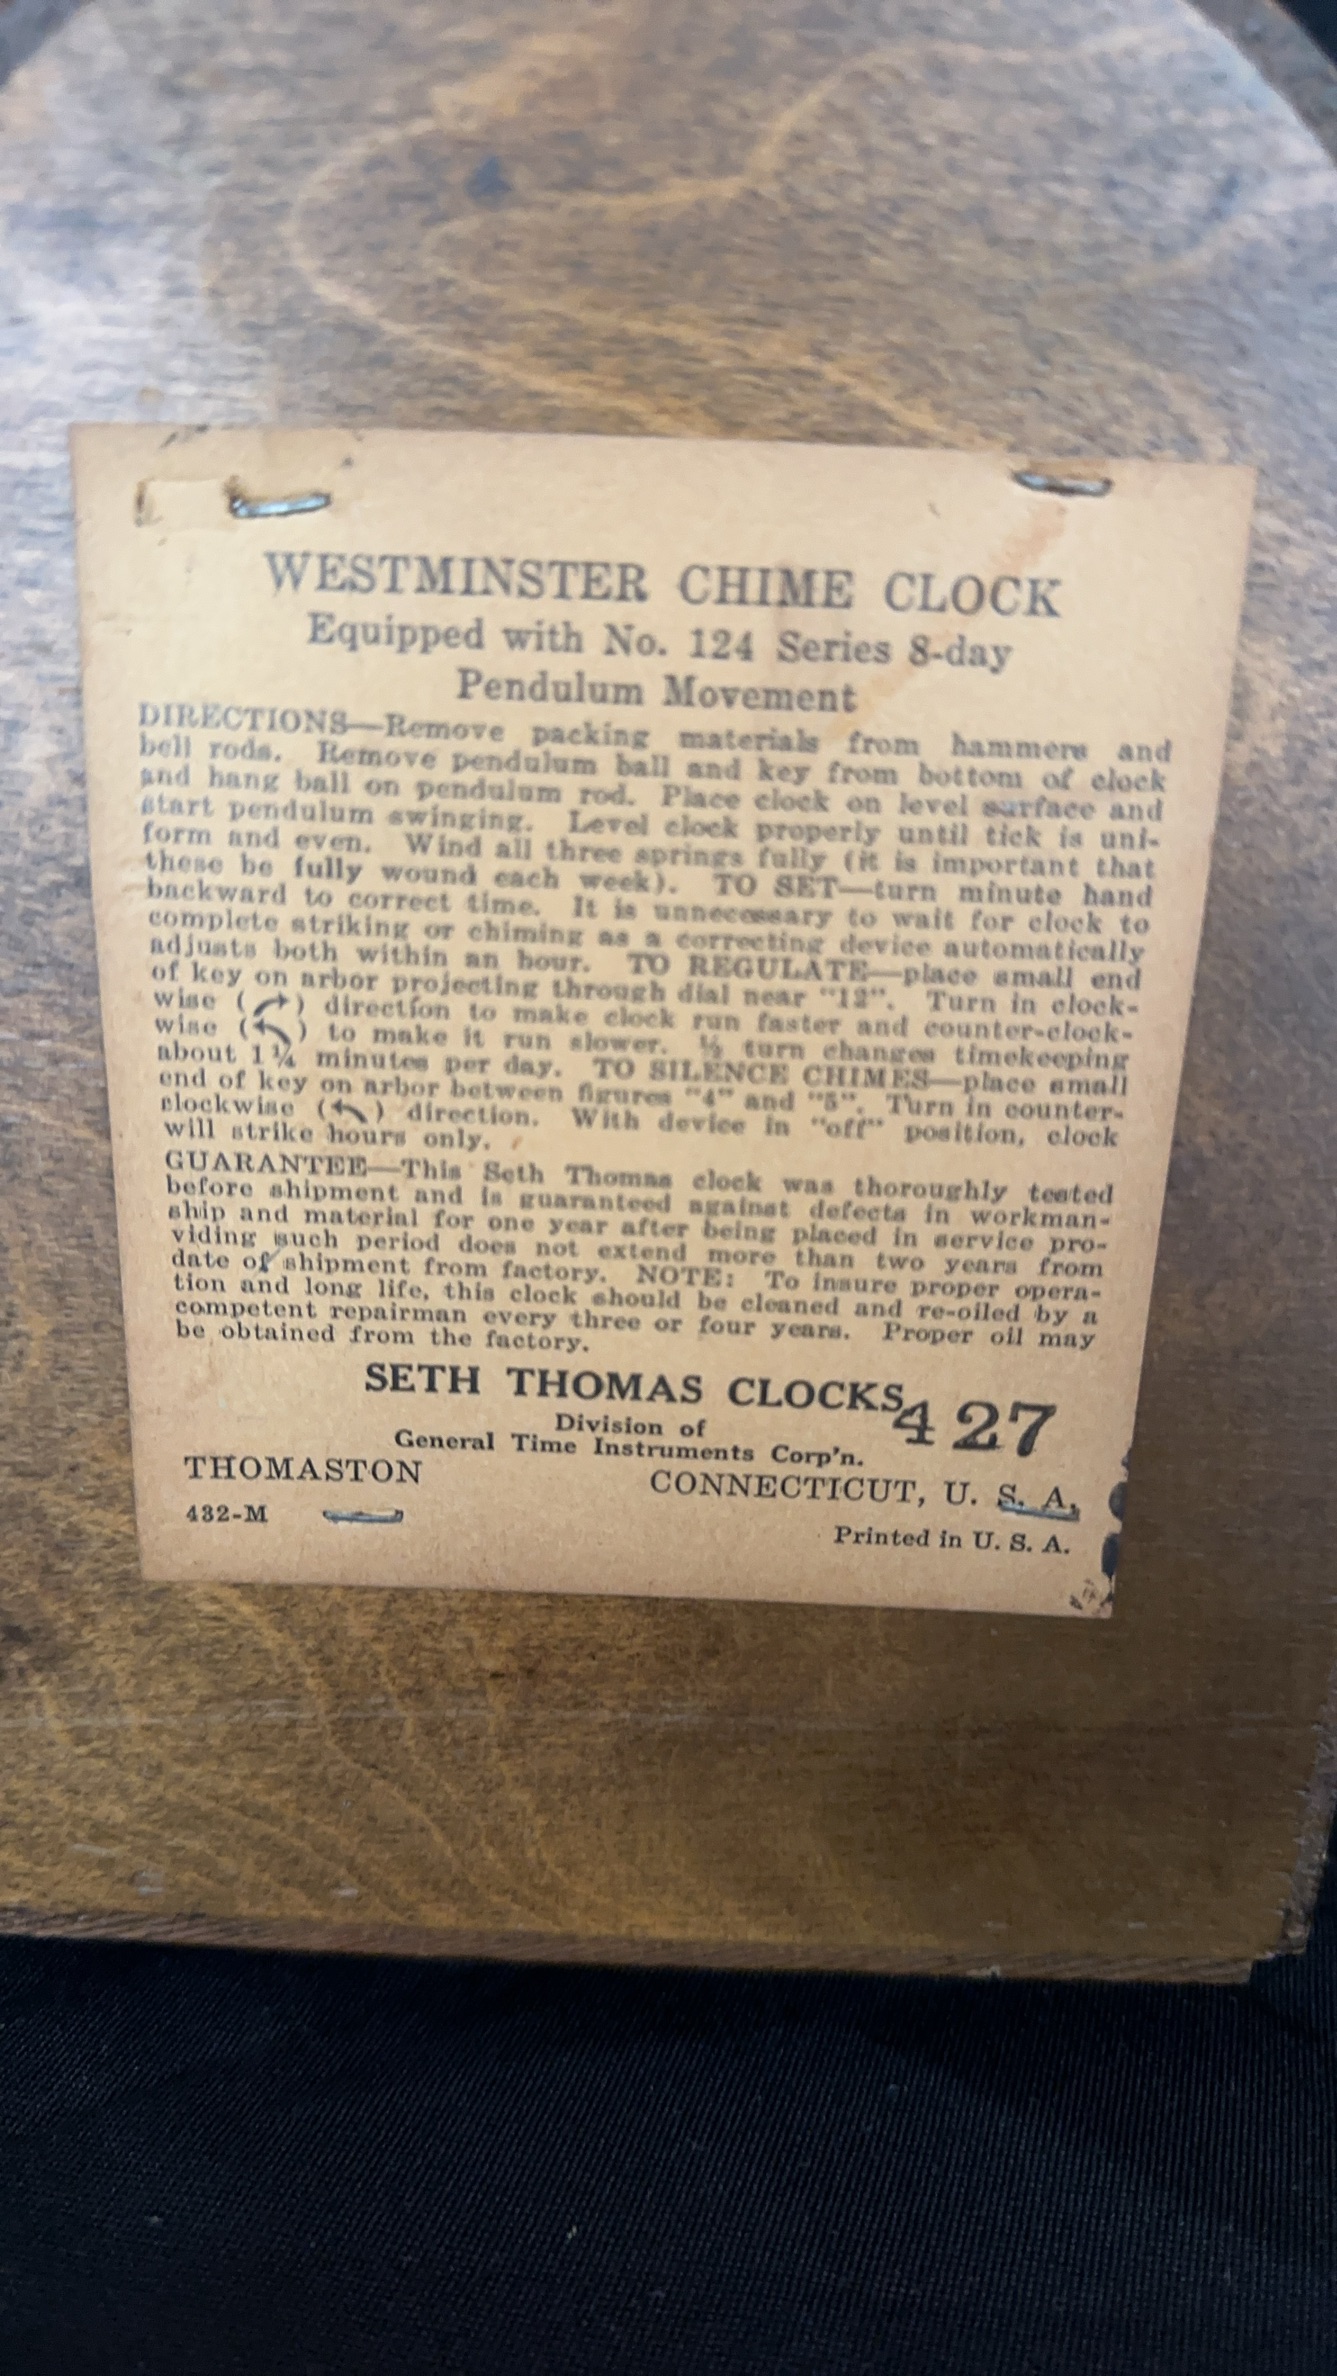 WESTMINSTER CHIME CLOCK
Equipped with No. 124 Series 8-day
Pendulum Movement
DIRECTIONS—Remove packing materials from hammers and
bell rods. Remove pendulum ball and key from bottom of clock
and hang ball on pendulum rod. Place clock on level surface and
start pendulum swinging. Level clock properly until tick is uni-
form and even. Wind all three springs fully (it is important that
these be fully wound each week). TO SET—turn minute hand
backward to correct time. It is unnecessary to wait for clock to
complete striking or chiming as a correcting device automatically
adjusts both within an hour. TO REGULATE—place small end
of key on arbor projecting through dial near "12". Turn in clock-
wise (↷) direction to make clock run faster and counter-clock-
wise (↶) to make it run slower. ½ turn changes timekeeping
about 1¼ minutes per day. TO SILENCE CHIMES—place small
end of key on arbor between figures "4" and "5". Turn in counter-
clockwise (↶) direction. With device in "off" position, clock
will strike hours only.
GUARANTEE—This Seth Thomas clock was thoroughly tested
before shipment and is guaranteed against defects in workman-
ship and material for one year after being placed in service pro-
viding such period does not extend more than two years from
date of shipment from factory. NOTE: To insure proper opera-
tion and long life, this clock should be cleaned and re-oiled by a
competent repairman every three or four years. Proper oil may
be obtained from the factory.
SETH THOMAS CLOCKS
427
Division of
General Time Instruments Corp'n.
THOMASTON CONNECTICUT, U. S. A.
432-M
Printed in U. S. A.